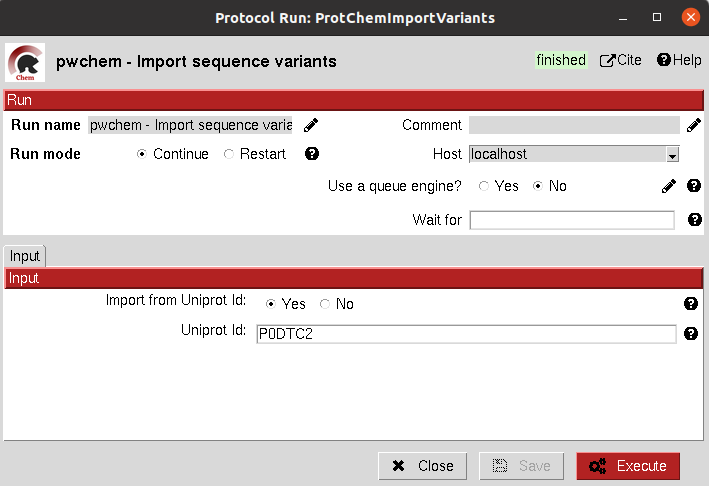 Protocol Run: ProtChemImportVariants
Chem
pwchem - Import sequence variants
finished Cite Help
Run
Run name pwchem - Import sequence varia Comment
Run mode Continue Restart Host localhost
Use a queue engine? Yes No
Wait for
Input
Input
Import from Uniprot Id: Yes No
Uniprot Id: P0DTC2
Close Save Execute